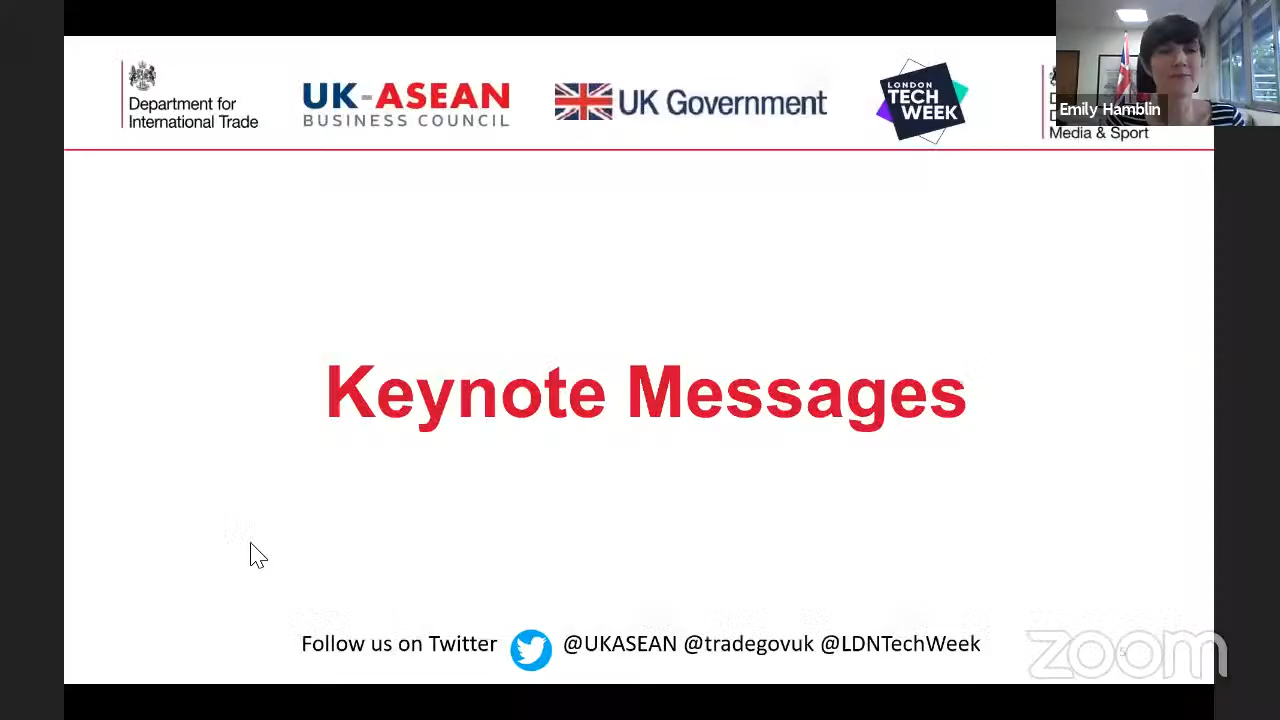 Department for
International Trade
UK-ASEAN
BUSINESS COUNCIL
UK Government
LONDON
TECH
WEEK
Emily Hamblin
Media & Sport
Keynote Messages
Follow us on Twitter @UKASEAN @tradegovuk @LDNTechWeek
zoom
5